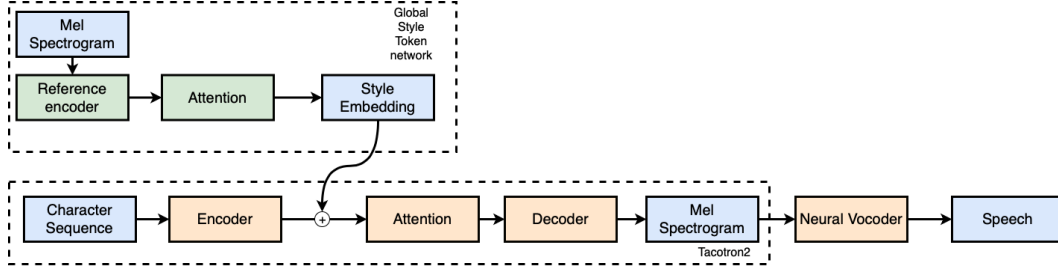 Mel
Spectrogram
Global
Style
Token
network
Reference
encoder
Attention
Style
Embedding
Character
Sequence
Encoder
+
Attention
Decoder
Mel
Spectrogram
Neural Vocoder
Speech
Tacotron2